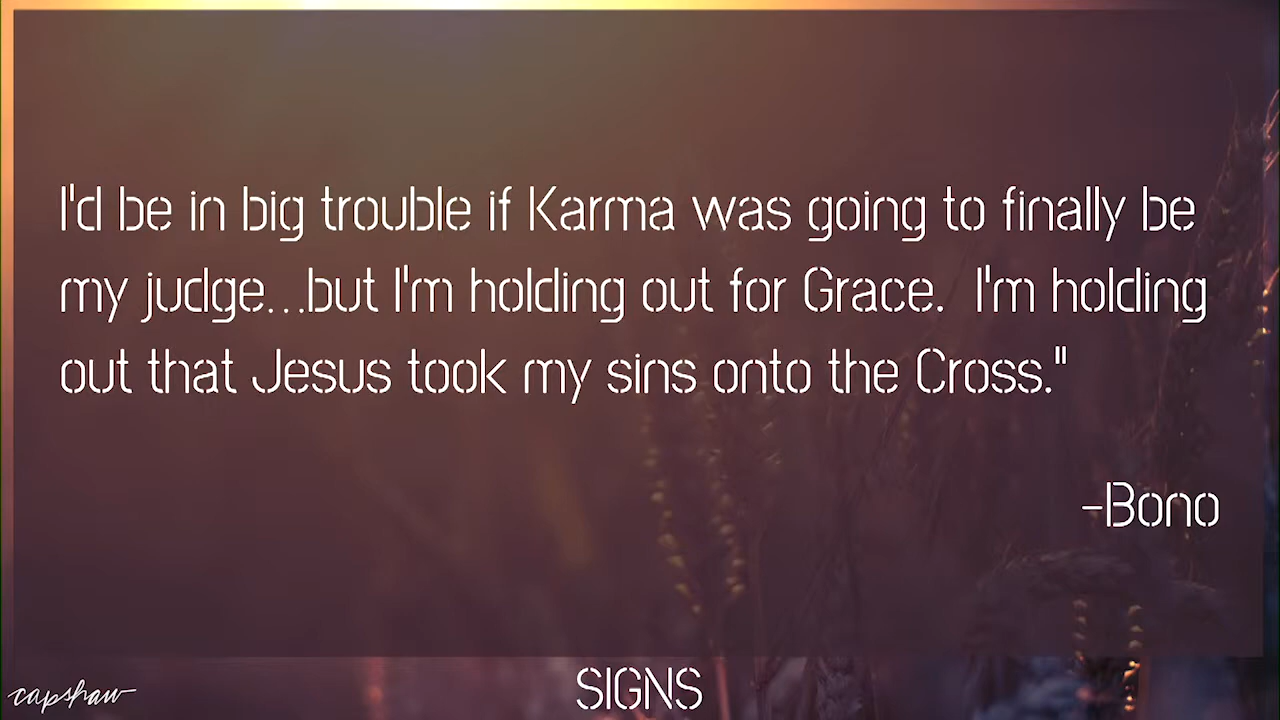 I'd be in big trouble if Karma was going to finally be
my judge...but I'm holding out for Grace.  I'm holding
out that Jesus took my sins onto the Cross."
-Bono
SIGNS
capshaw